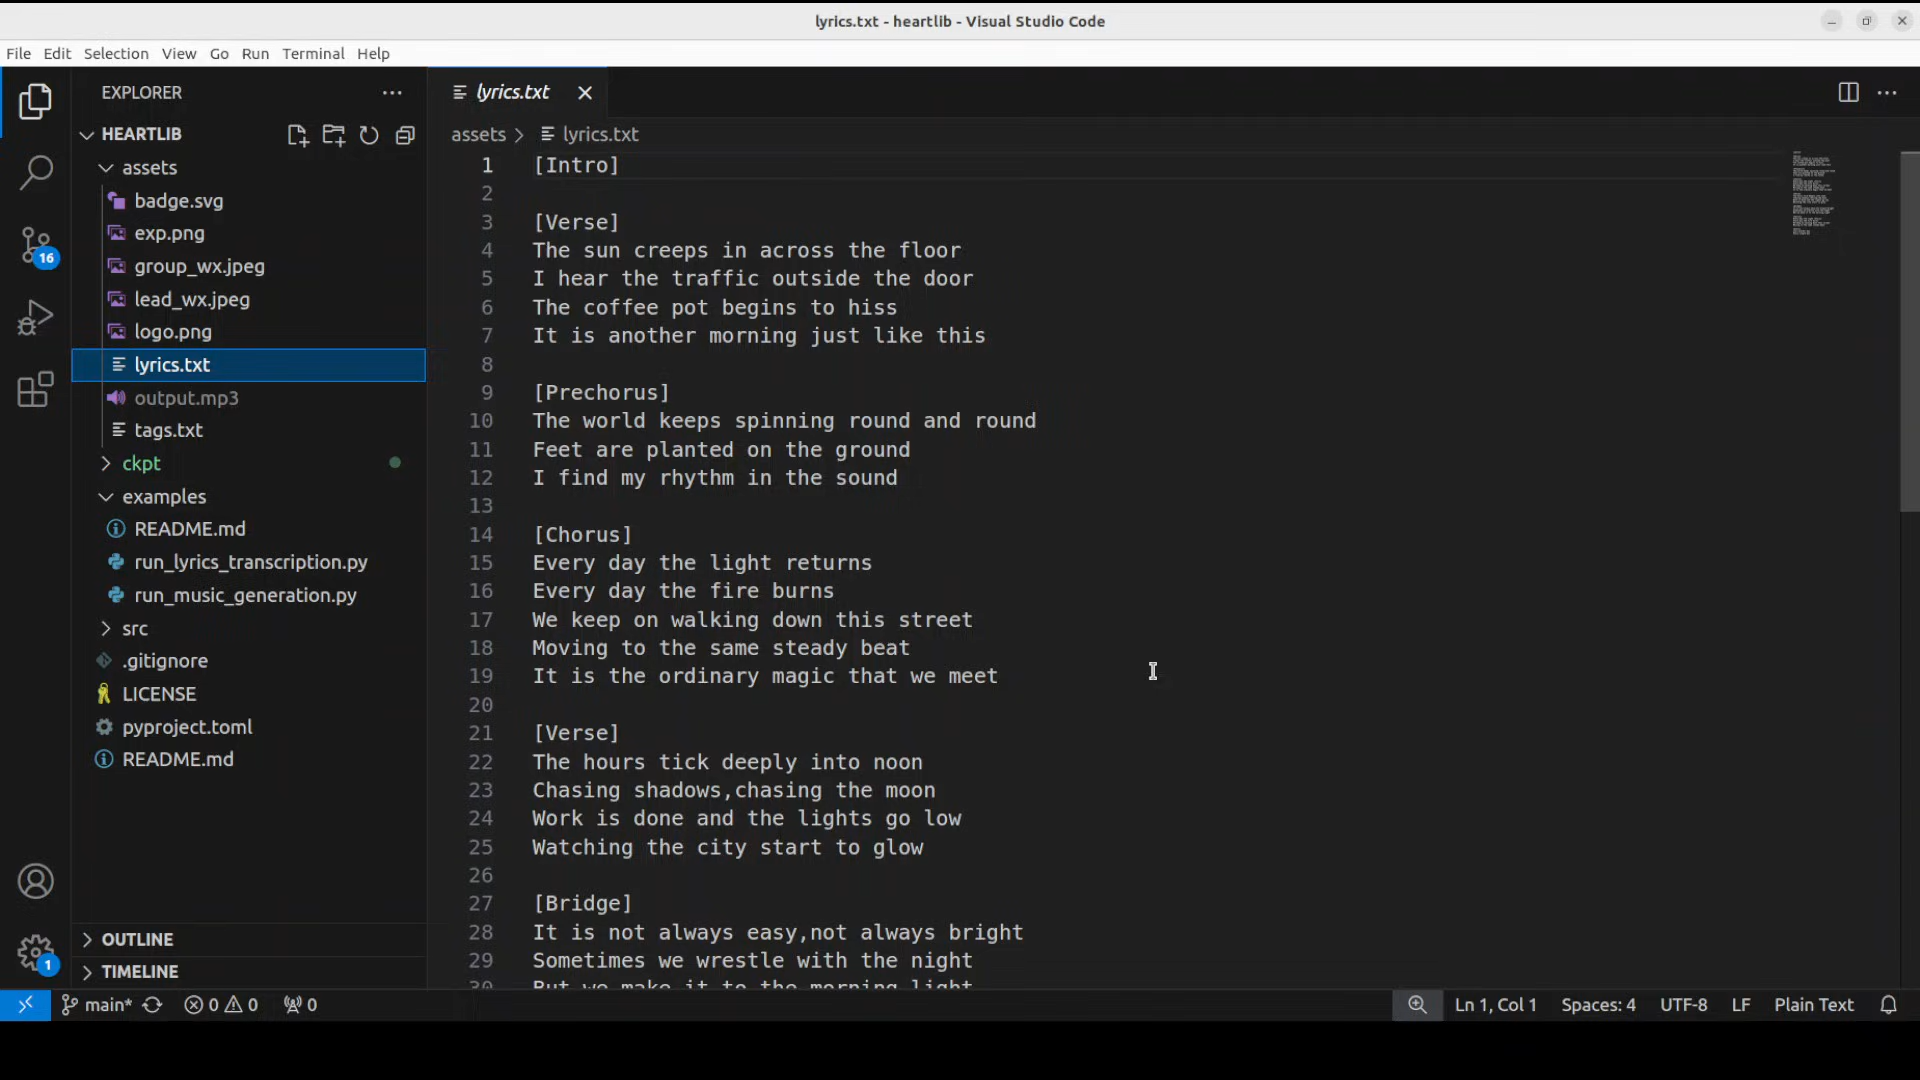 lyrics.txt - heartlib - Visual Studio Code
File Edit Selection View Go Run Terminal Help
EXPLORER
HEARTLIB
assets
badge.svg
exp.png
group_wx.jpeg
lead_wx.jpeg
logo.png
lyrics.txt
output.mp3
tags.txt
ckpt
examples
README.md
run_lyrics_transcription.py
run_music_generation.py
src
.gitignore
LICENSE
pyproject.toml
README.md
OUTLINE
TIMELINE
16
1
lyrics.txt
assets > lyrics.txt
1 [Intro]
2
3 [Verse]
4 The sun creeps in across the floor
5 I hear the traffic outside the door
6 The coffee pot begins to hiss
7 It is another morning just like this
8
9 [Prechorus]
10 The world keeps spinning round and round
11 Feet are planted on the ground
12 I find my rhythm in the sound
13
14 [Chorus]
15 Every day the light returns
16 Every day the fire burns
17 We keep on walking down this street
18 Moving to the same steady beat
19 It is the ordinary magic that we meet
20
21 [Verse]
22 The hours tick deeply into noon
23 Chasing shadows,chasing the moon
24 Work is done and the lights go low
25 Watching the city start to glow
26
27 [Bridge]
28 It is not always easy,not always bright
29 Sometimes we wrestle with the night
30 But we make it to the morning light
main* 0 0 0 Ln 1, Col 1 Spaces: 4 UTF-8 LF Plain Text